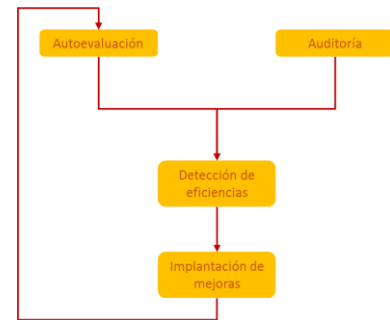 Autoevaluación
Auditoría
Detección de
eficiencias
Implantación de
mejoras